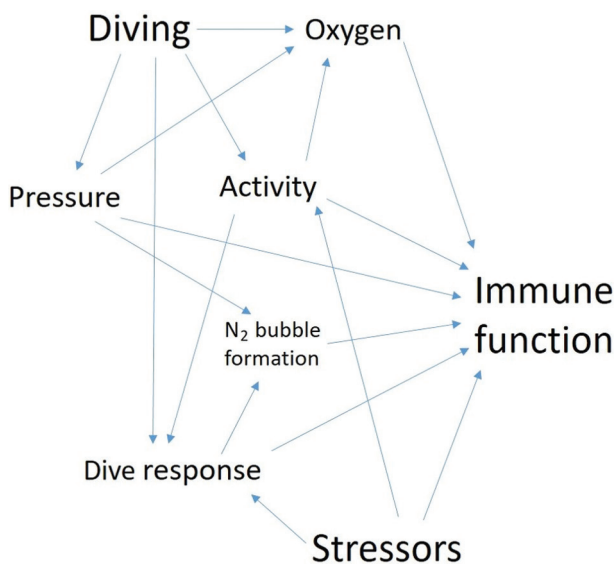 Diving
Oxygen
Pressure
Activity
Immune
function
N₂ bubble
formation
Dive response
Stressors